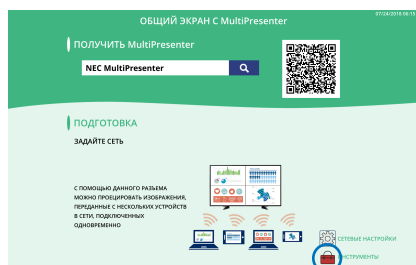 07/24/2018 06:15
ОБЩИЙ ЭКРАН С MultiPresenter
ПОЛУЧИТЬ MultiPresenter
NEC MultiPresenter
ПОДГОТОВКА
ЗАДАЙТЕ СЕТЬ
С ПОМОЩЬЮ ДАННОГО РАЗЪЕМА
МОЖНО ПРОЕЦИРОВАТЬ ИЗОБРАЖЕНИЯ,
ПЕРЕДАННЫЕ С НЕСКОЛЬКИХ УСТРОЙСТВ
В СЕТИ, ПОДКЛЮЧЕННЫХ
ОДНОВРЕМЕННО
СЕТЕВЫЕ НАСТРОЙКИ
ИНСТРУМЕНТЫ